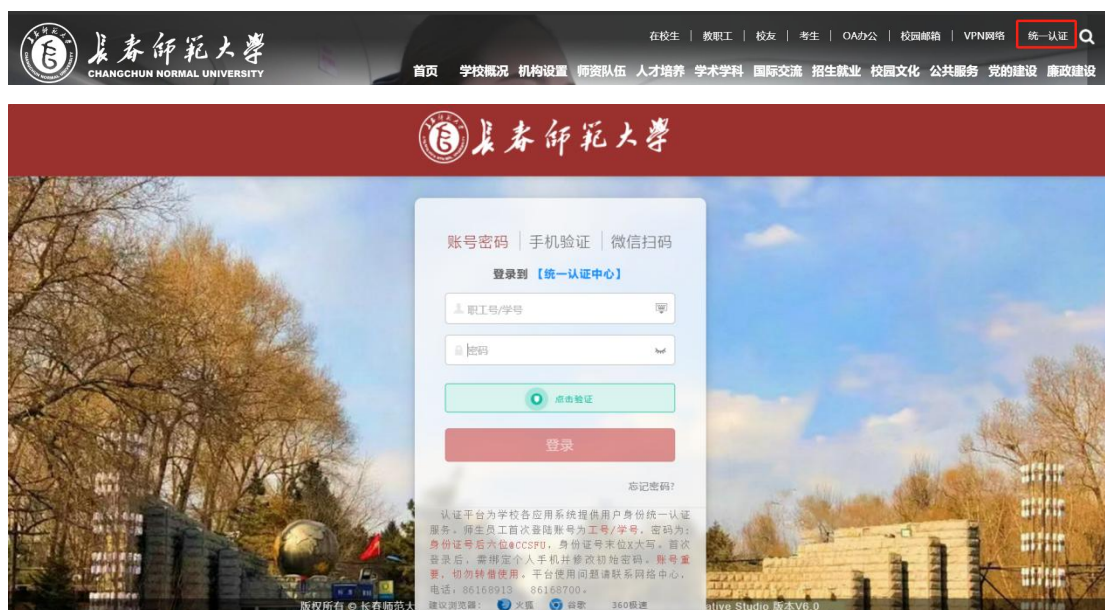 长春师范大学
CHANGCHUN NORMAL UNIVERSITY
在校生 | 教职工 | 校友 | 考生 | OA办公 | 校园邮箱 | VPN网络 统一认证
首页 学校概况 机构设置 师资队伍 人才培养 学术学科 国际交流 招生就业 校园文化 公共服务 党的建设 廉政建设
長春师范大學
账号密码 | 手机验证 | 微信扫码
登录到 【统一认证中心】
职工号/学号
密码
点击验证
登录
忘记密码?
认证平台为学校各应用系统提供用户身份统一认证
服务。师生员工首次登陆账号为工号/学号，密码为:
身份证号后六位@CCSFU，身份证号末位X大写。首次
登录后，需绑定个人手机并修改初始密码。账号重
要，切勿转借使用。平台使用问题请联系网络中心，
电话：86168913 86168700。
建议浏览器： 火狐 谷歌 360极速
版权所有 © 长春师范大 ative Studio 版本V6.0